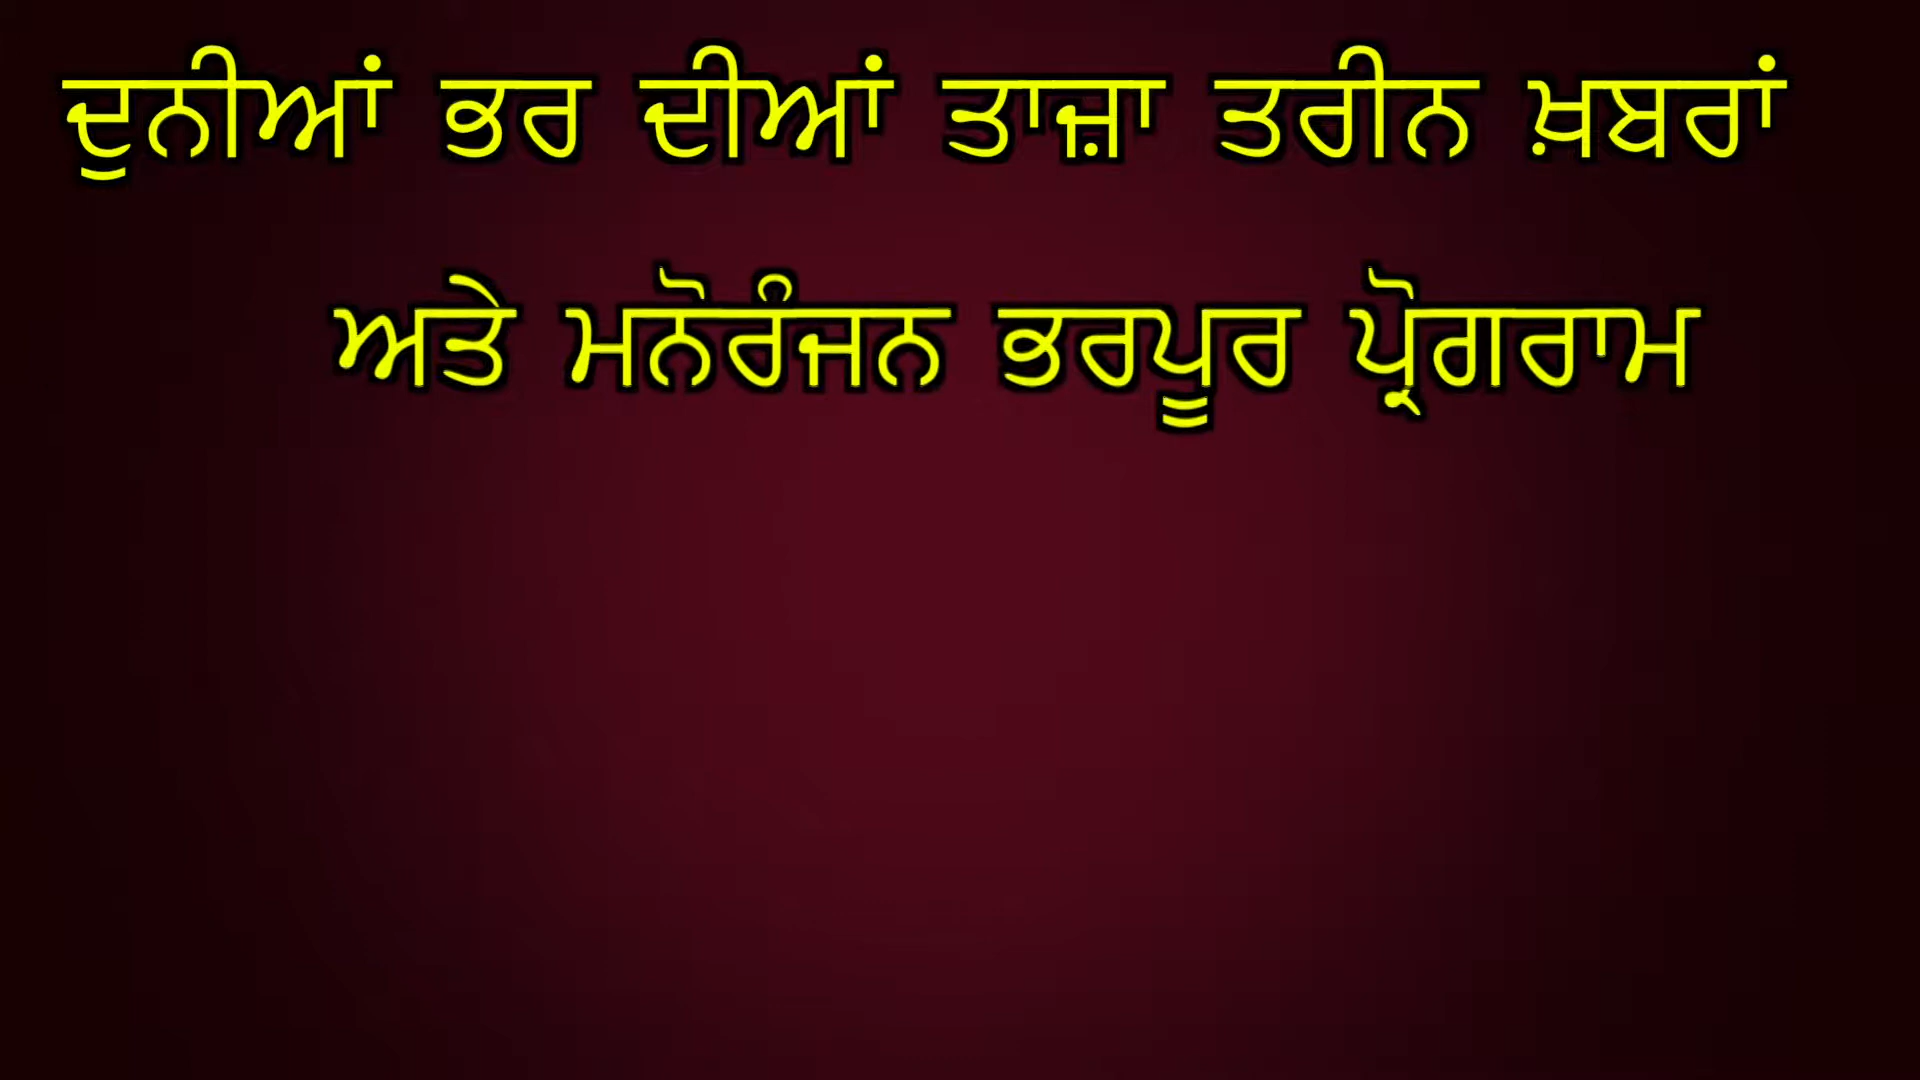 ਦੁਨੀਆਂ ਭਰ ਦੀਆਂ ਤਾਜ਼ਾ ਤਰੀਨ ਖ਼ਬਰਾਂ
ਅਤੇ ਮਨੋਰੰਜਨ ਭਰਪੂਰ ਪ੍ਰੋਗਰਾਮ